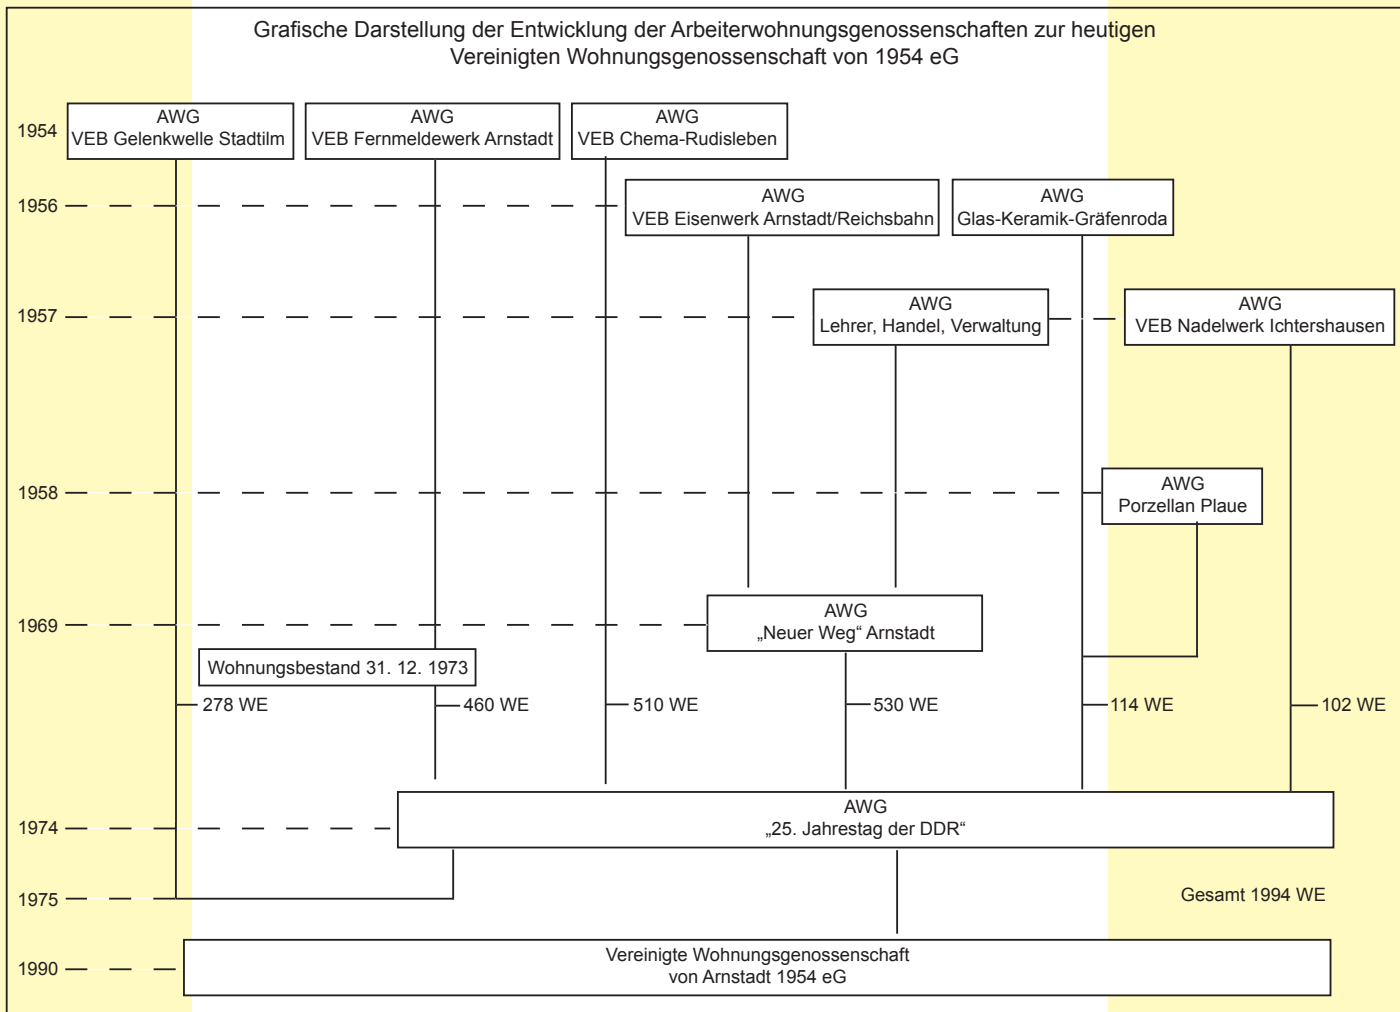 Grafische Darstellung der Entwicklung der Arbeiterwohnungsgenossenschaften zur heutigen
Vereinigten Wohnungsgenossenschaft von 1954 eG
1954
AWG
VEB Gelenkwelle Stadtilm
AWG
VEB Fernmeldewerk Arnstadt
AWG
VEB Chema-Rudisleben
1956
AWG
VEB Eisenwerk Arnstadt/Reichsbahn
AWG
Glas-Keramik-Gräfenroda
1957
AWG
Lehrer, Handel, Verwaltung
AWG
VEB Nadelwerk Ichtershausen
1958
AWG
Porzellan Plaue
1969
AWG
„Neuer Weg“ Arnstadt
Wohnungsbestand 31. 12. 1973
278 WE
460 WE
510 WE
530 WE
114 WE
102 WE
1974
AWG
„25. Jahrestag der DDR“
1975
Gesamt 1994 WE
1990
Vereinigte Wohnungsgenossenschaft
von Arnstadt 1954 eG